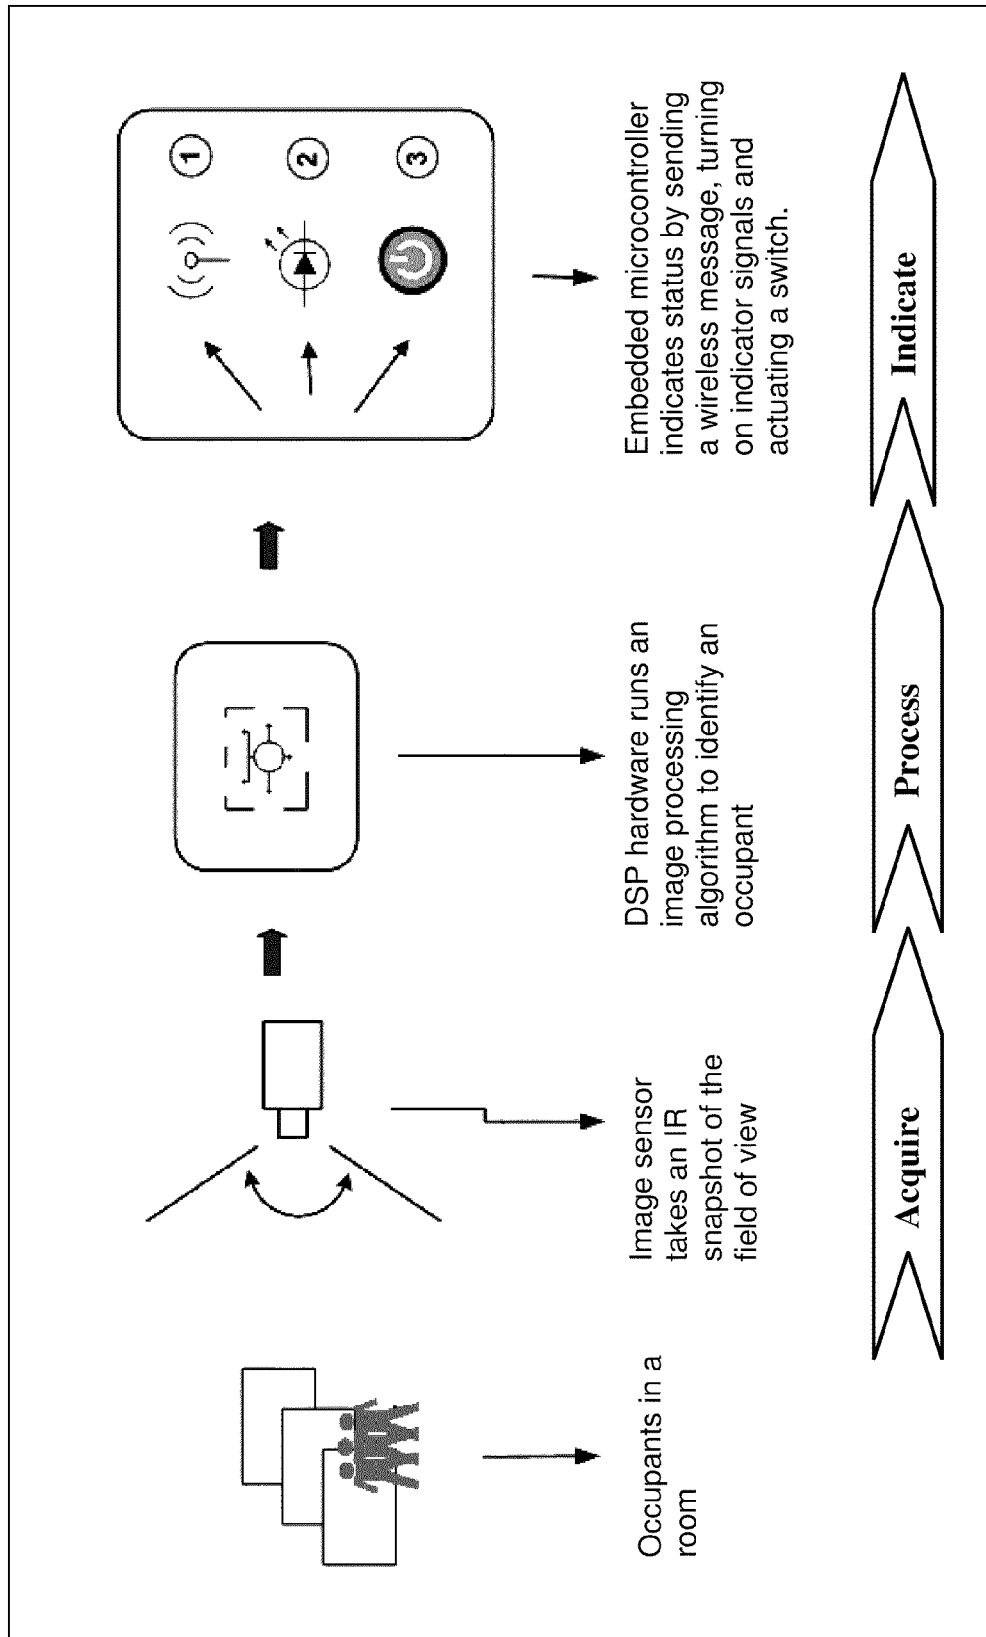 1
2
3
Occupants in a
room
Image sensor
takes an IR
snapshot of the
field of view
DSP hardware runs an
image processing
algorithm to identify an
occupant
Embedded microcontroller
indicates status by sending
a wireless message, turning
on indicator signals and
actuating a switch.
Acquire
Process
Indicate